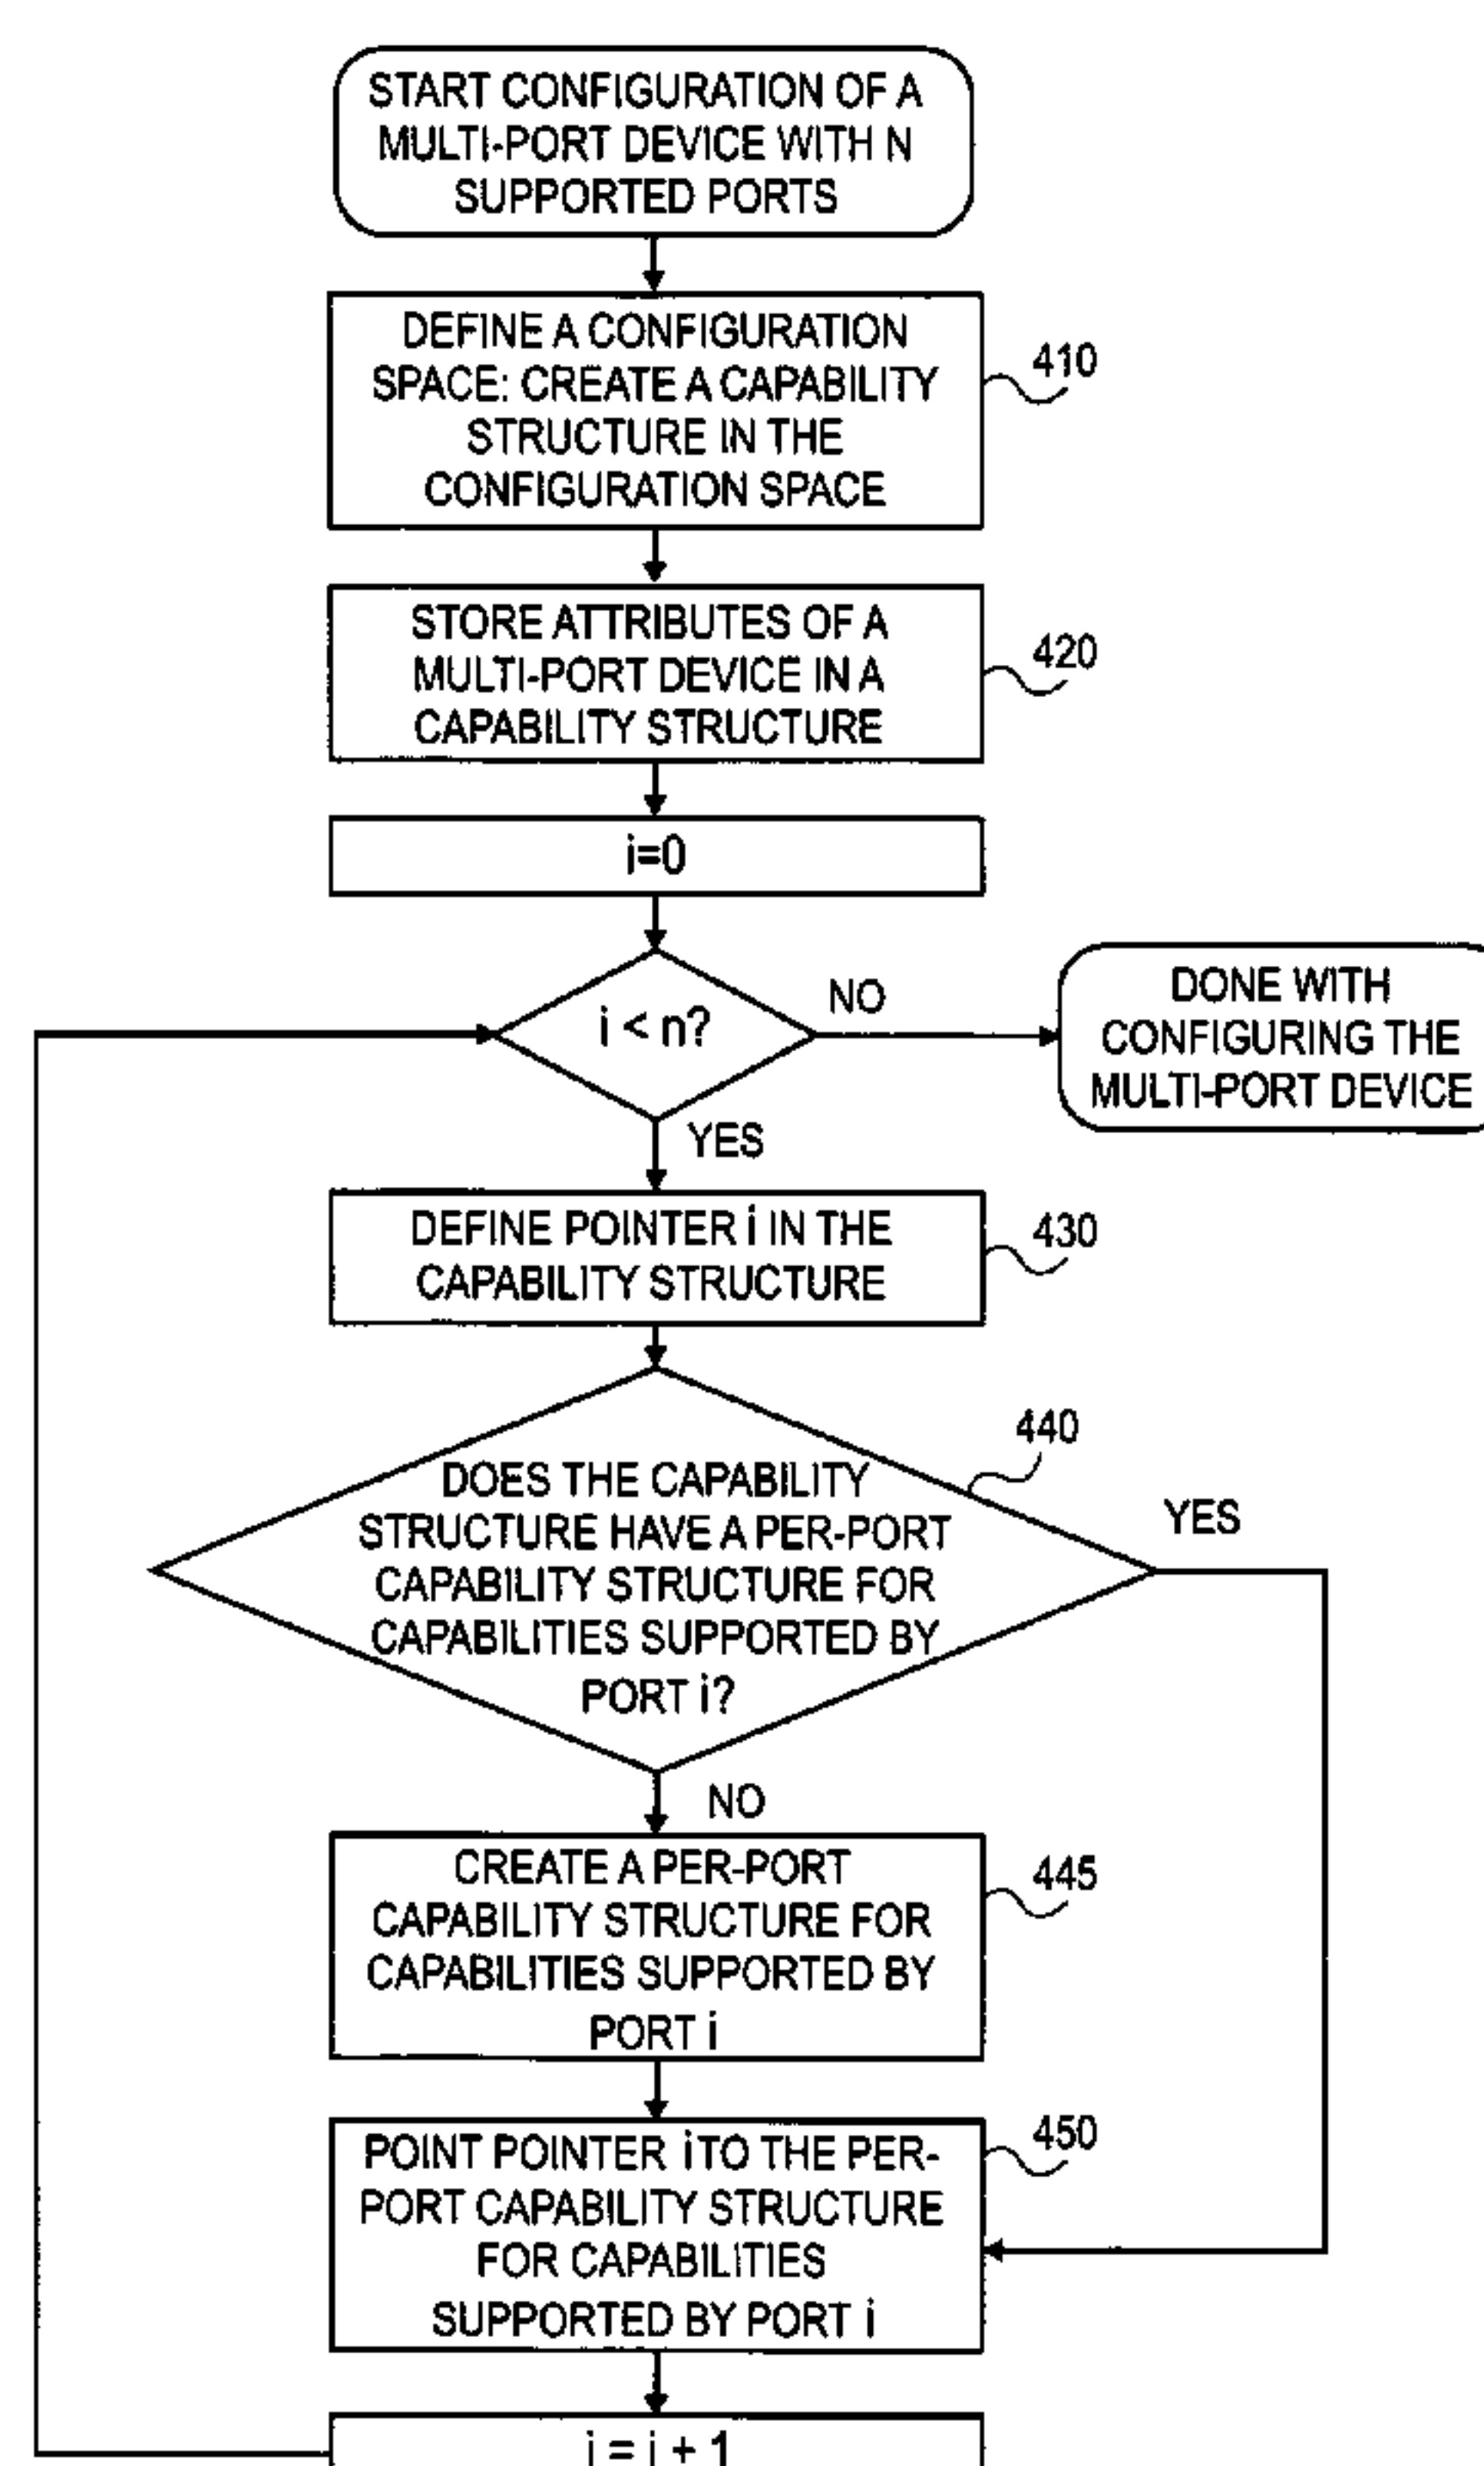 START CONFIGURATION OF A
MULTI-PORT DEVICE WITH N
SUPPORTED PORTS
DEFINE A CONFIGURATION
SPACE: CREATE A CAPABILITY
STRUCTURE IN THE
CONFIGURATION SPACE
410
STORE ATTRIBUTES OF A
MULTI-PORT DEVICE IN A
CAPABILITY STRUCTURE
420
i=0
i < n?
NO
DONE WITH
CONFIGURING THE
MULTI-PORT DEVICE
YES
DEFINE POINTER i IN THE
CAPABILITY STRUCTURE
430
DOES THE CAPABILITY
STRUCTURE HAVE A PER-PORT
CAPABILITY STRUCTURE FOR
CAPABILITIES SUPPORTED BY
PORT i?
440
YES
NO
CREATE A PER-PORT
CAPABILITY STRUCTURE FOR
CAPABILITIES SUPPORTED BY
PORT i
445
POINT POINTER i TO THE PER-
PORT CAPABILITY STRUCTURE
FOR CAPABILITIES
SUPPORTED BY PORT i
450
i = i + 1